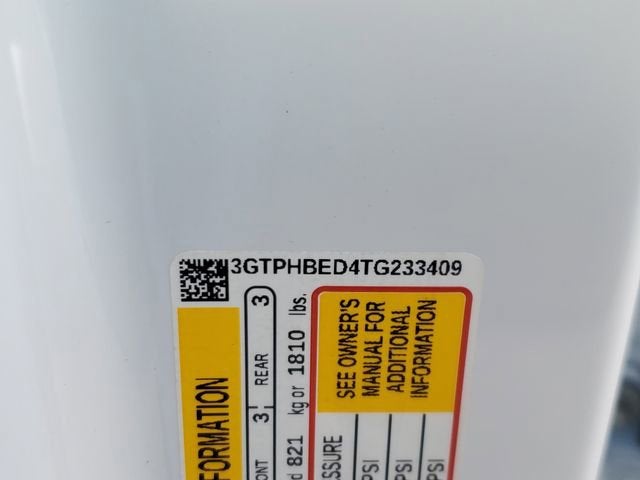 3GTPHBED4TG233409
FORMATION
ONT 3 REAR 3
d 821 kg or 1810 lbs.
SSURE
PSI
PSI
PSI
SEE OWNER'S
MANUAL FOR
ADDITIONAL
INFORMATION